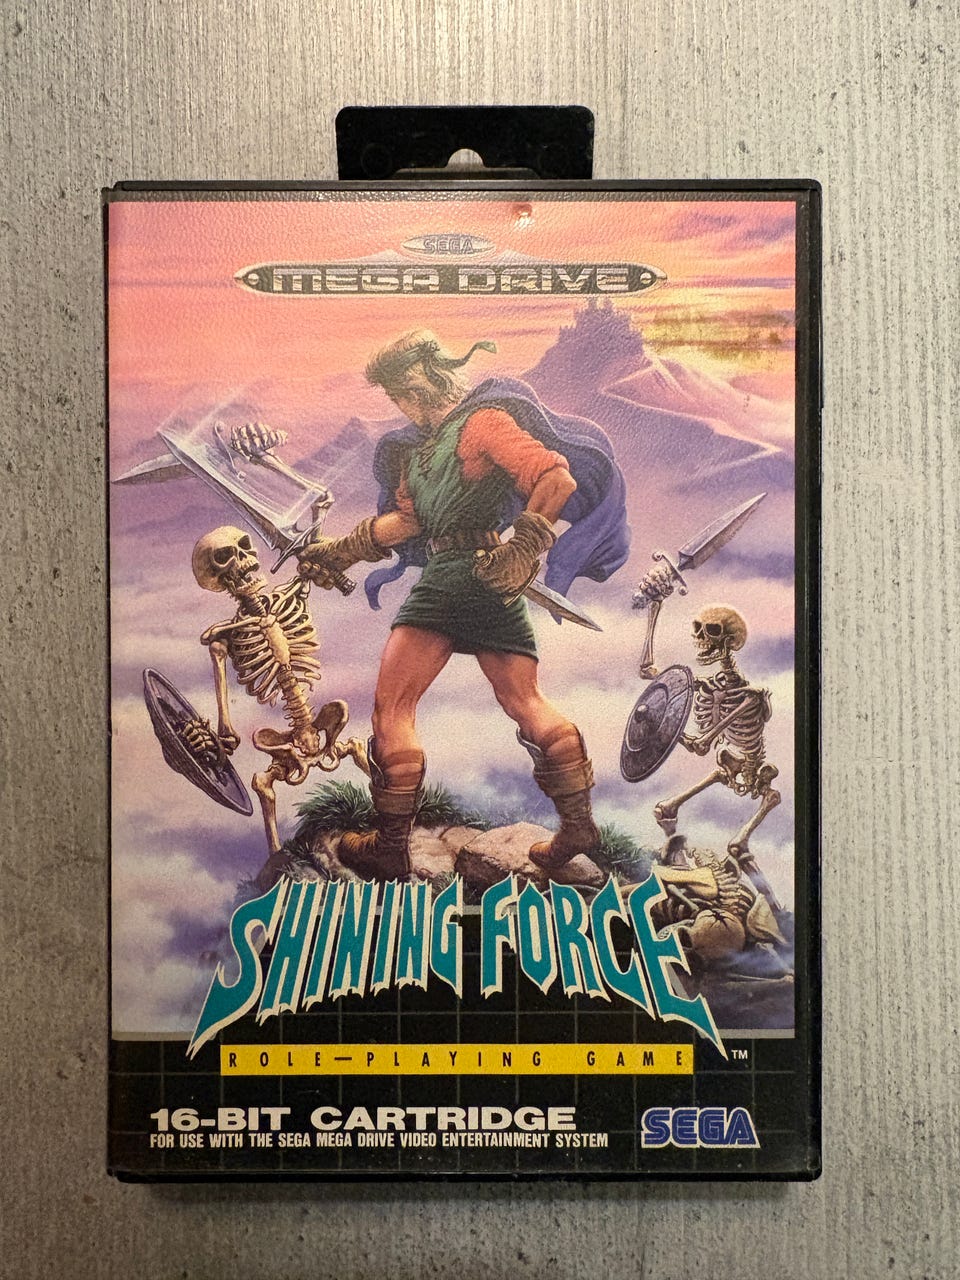 SEGA
MEGA DRIVE
SHINING FORCE
ROLE-PLAYING GAME ™
16-BIT CARTRIDGE
FOR USE WITH THE SEGA MEGA DRIVE VIDEO ENTERTAINMENT SYSTEM
SEGA